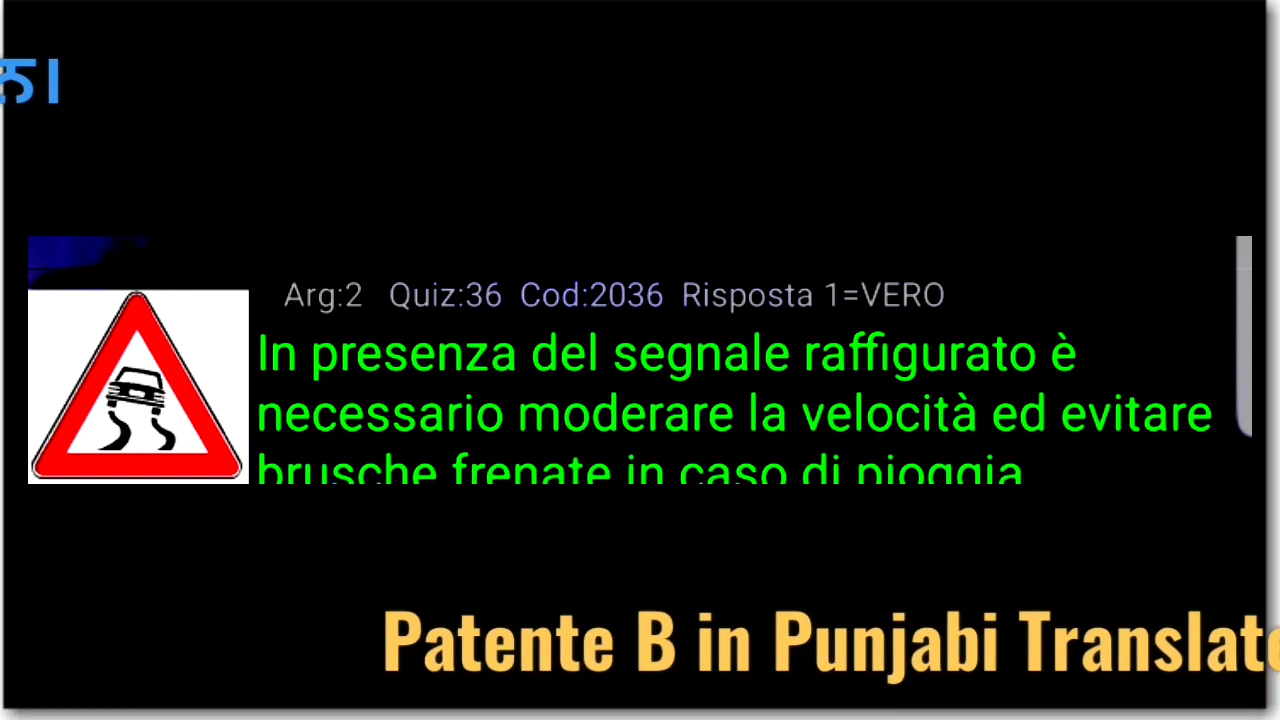 Arg:2 Quiz:36 Cod:2036 Risposta 1=VERO
In presenza del segnale raffigurato è
necessario moderare la velocità ed evitare
brusche frenate in caso di pioggia
Patente B in Punjabi